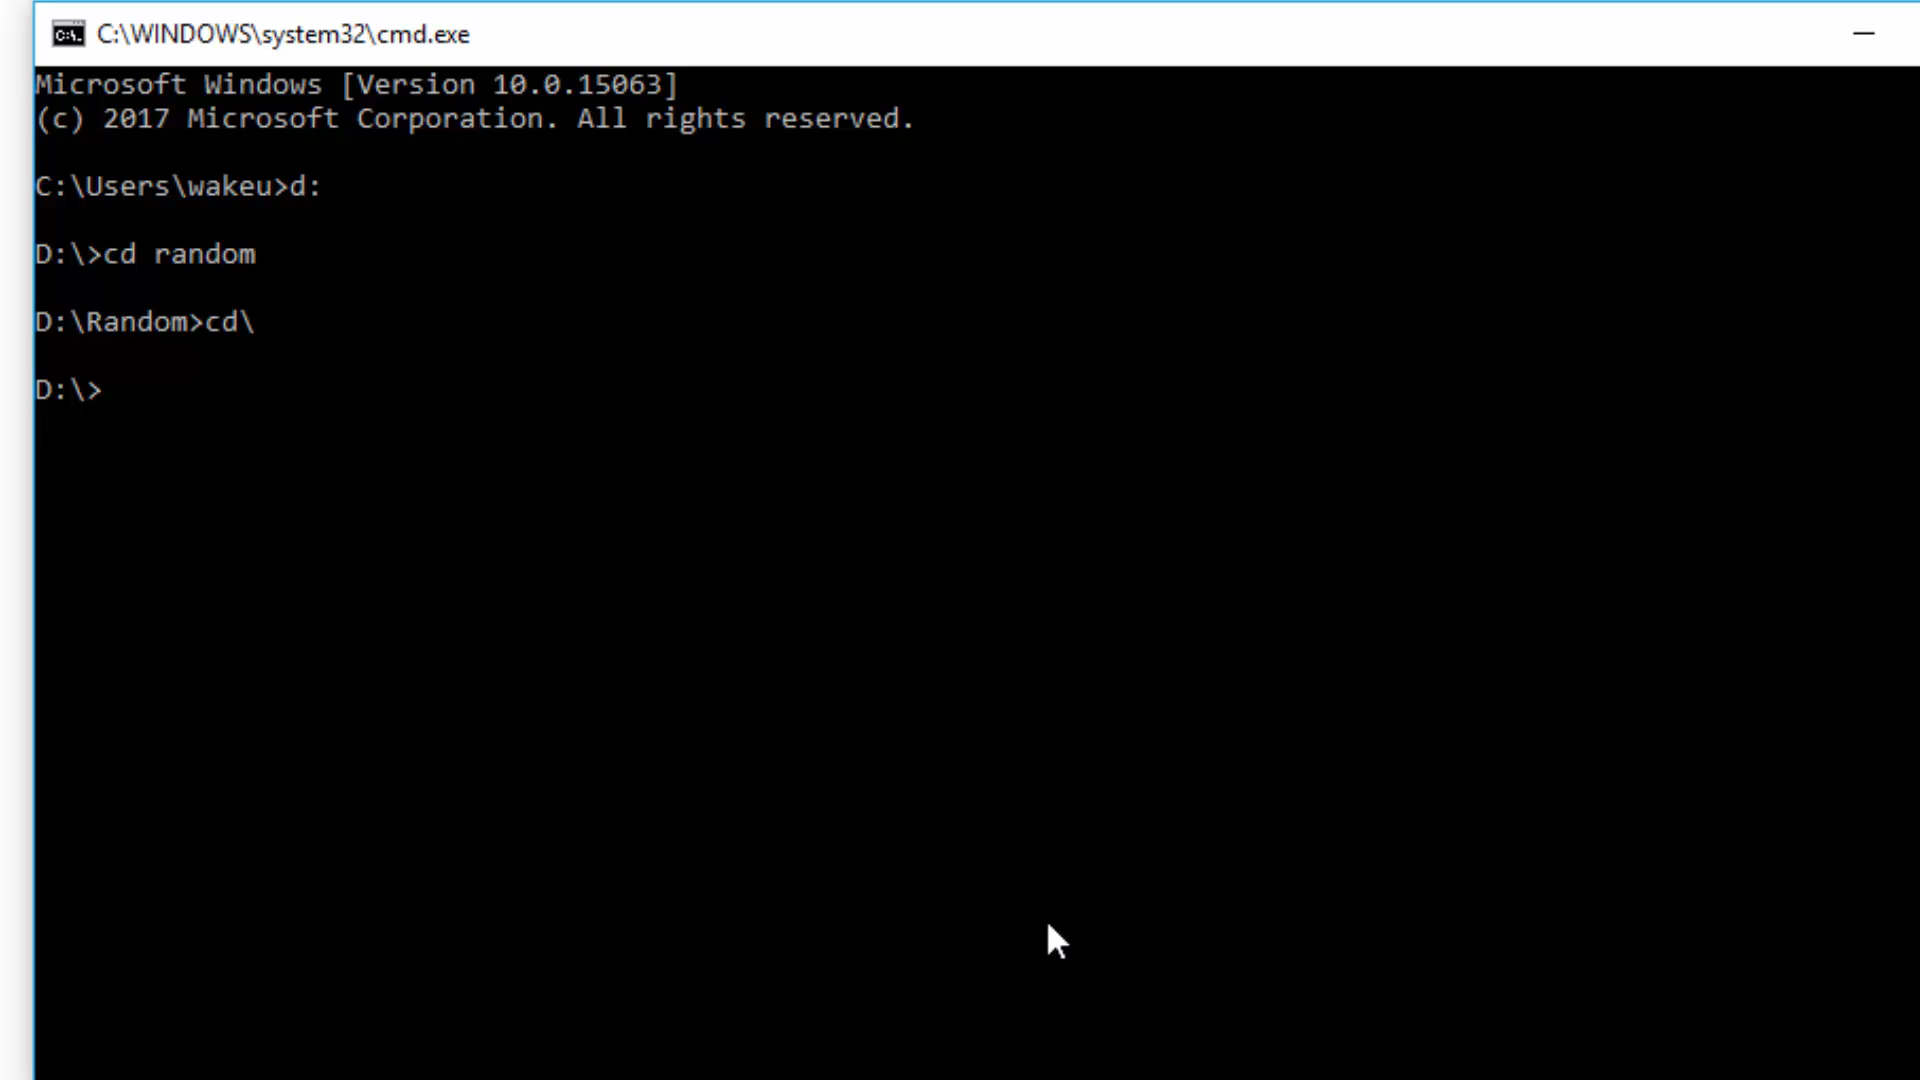 C:\WINDOWS\system32\cmd.exe
Microsoft Windows [Version 10.0.15063]
(c) 2017 Microsoft Corporation. All rights reserved.
C:\Users\wakeu>d:
D:\>cd random
D:\Random>cd\
D:\>